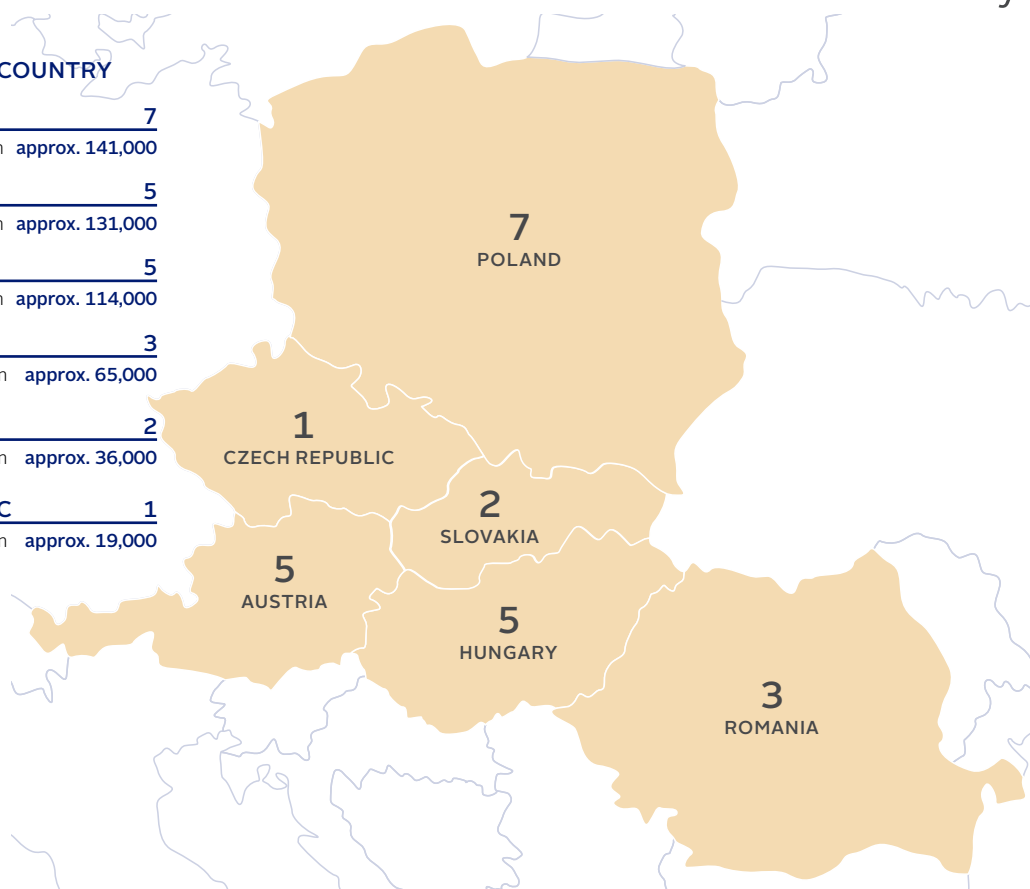 COUNTRY
7
approx. 141,000
5
approx. 131,000
5
approx. 114,000
3
approx. 65,000
2
approx. 36,000
C 1
approx. 19,000
7
POLAND
1
CZECH REPUBLIC
2
SLOVAKIA
5
AUSTRIA
5
HUNGARY
3
ROMANIA